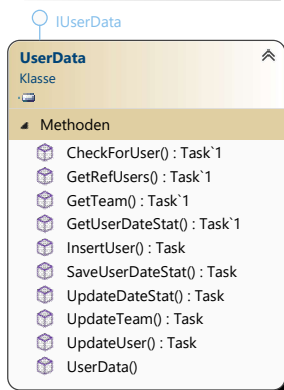 IUserData
UserData
Klasse
Methoden
CheckForUser() : Task`1
GetRefUsers() : Task`1
GetTeam() : Task`1
GetUserDateStat() : Task`1
InsertUser() : Task
SaveUserDateStat() : Task
UpdateDateStat() : Task
UpdateTeam() : Task
UpdateUser() : Task
UserData()